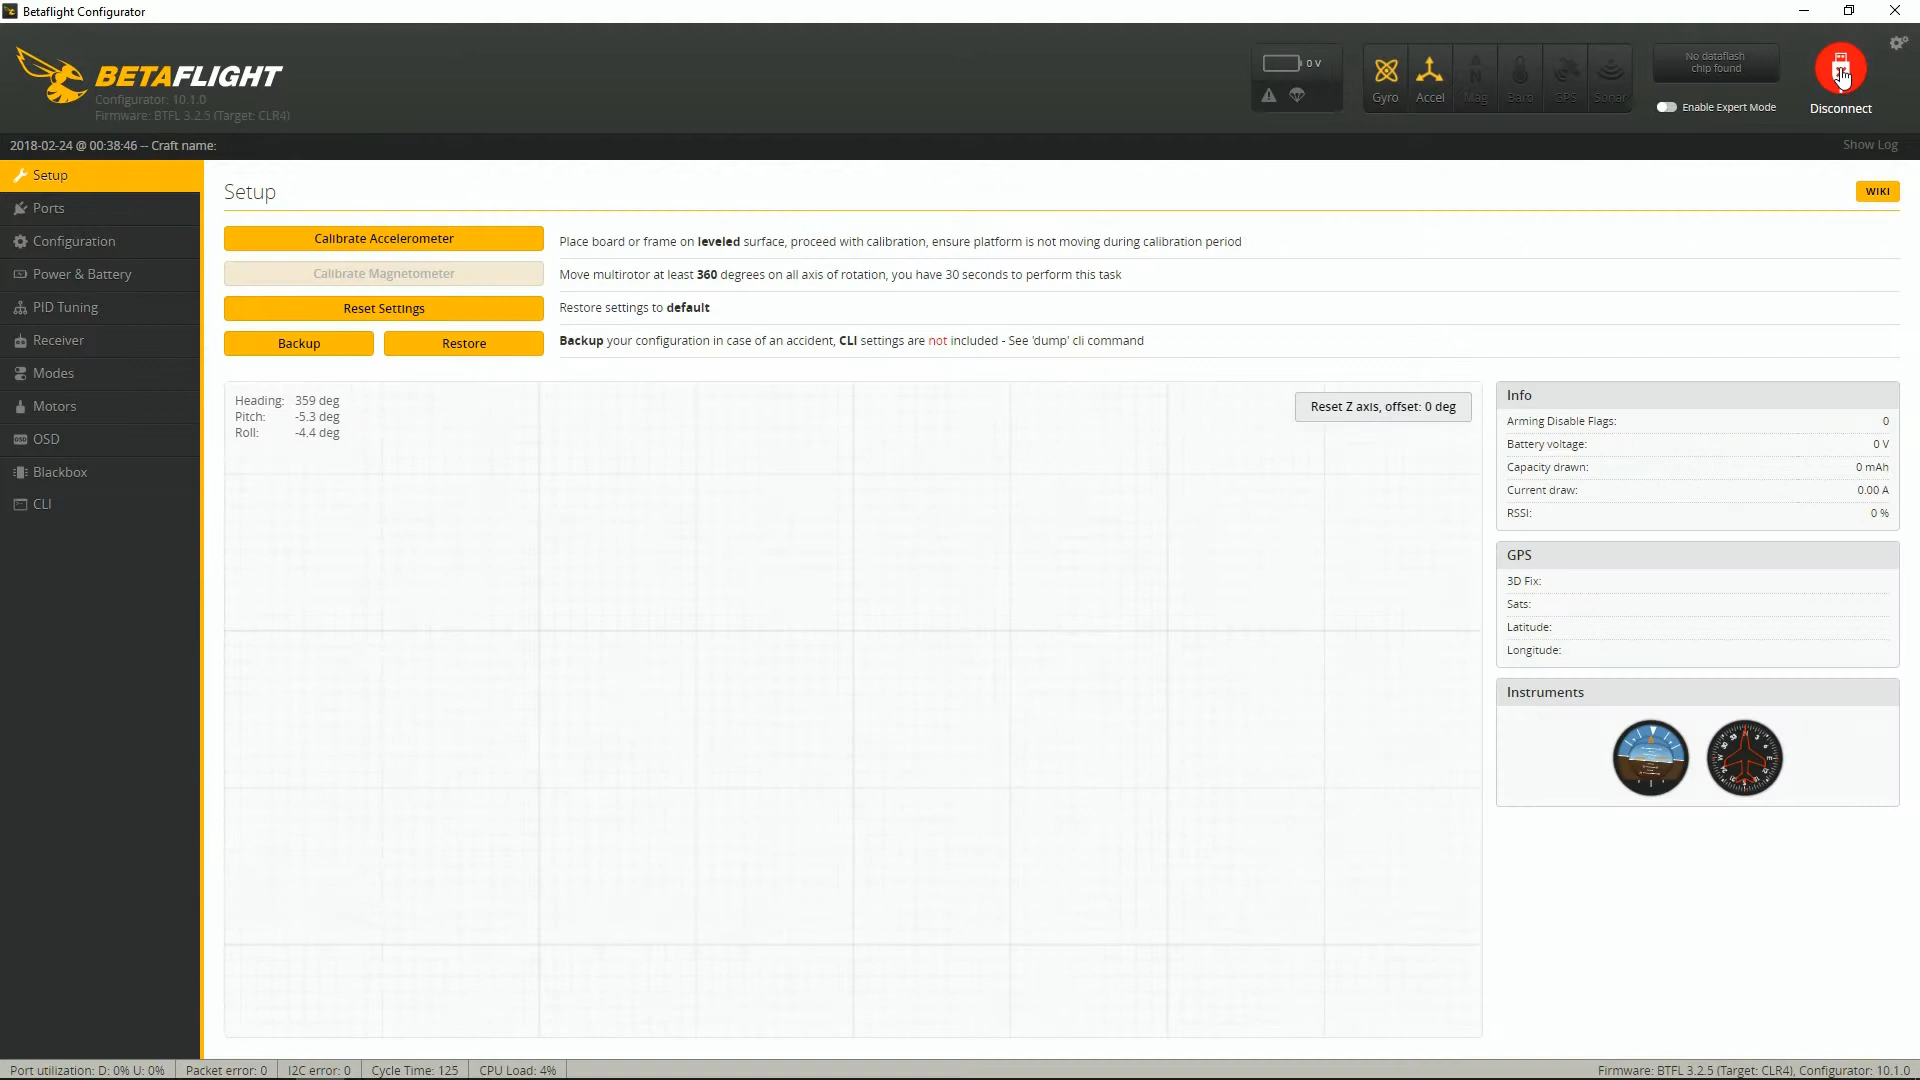 Betaflight Configurator
BETAFLIGHT
Configurator: 10.1.0
Firmware: BTFL 3.2.5 (Target: CLR4)
0 V
Gyro
Accel
Mag
Baro
GPS
Sonar
No dataflash
chip found
Enable Expert Mode
Disconnect
2018-02-24 @ 00:38:46 -- Craft name:
Show Log
Setup
Ports
Configuration
Power & Battery
PID Tuning
Receiver
Modes
Motors
OSD
Blackbox
CLI
Setup
WIKI
Calibrate Accelerometer
Place board or frame on leveled surface, proceed with calibration, ensure platform is not moving during calibration period
Calibrate Magnetometer
Move multirotor at least 360 degrees on all axis of rotation, you have 30 seconds to perform this task
Reset Settings
Restore settings to default
Backup
Restore
Backup your configuration in case of an accident, CLI settings are not included - See 'dump' cli command
Heading: 359 deg
Pitch: -5.3 deg
Roll: -4.4 deg
Reset Z axis, offset: 0 deg
Info
Arming Disable Flags: 0
Battery voltage: 0 V
Capacity drawn: 0 mAh
Current draw: 0.00 A
RSSI: 0 %
GPS
3D Fix:
Sats:
Latitude:
Longitude:
Instruments
Port utilization: D: 0% U: 0%
Packet error: 0
I2C error: 0
Cycle Time: 125
CPU Load: 4%
Firmware: BTFL 3.2.5 (Target: CLR4), Configurator: 10.1.0